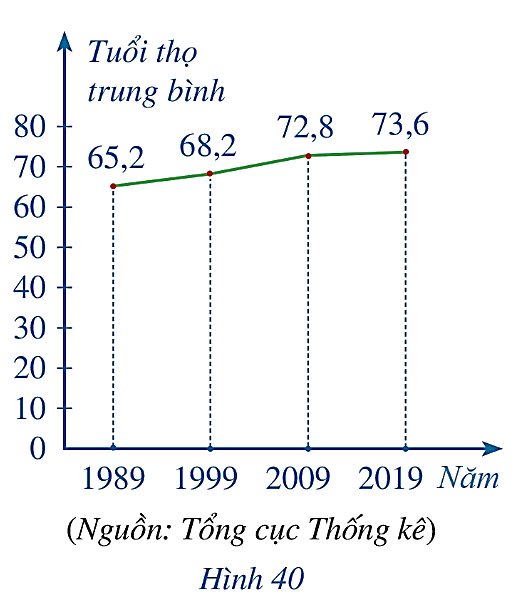 Tuổi thọ
trung bình
80
70
60
50
40
30
20
10
0
65,2
68,2
72,8
73,6
1989 1999 2009 2019 Năm
(Nguồn: Tổng cục Thống kê)
Hình 40